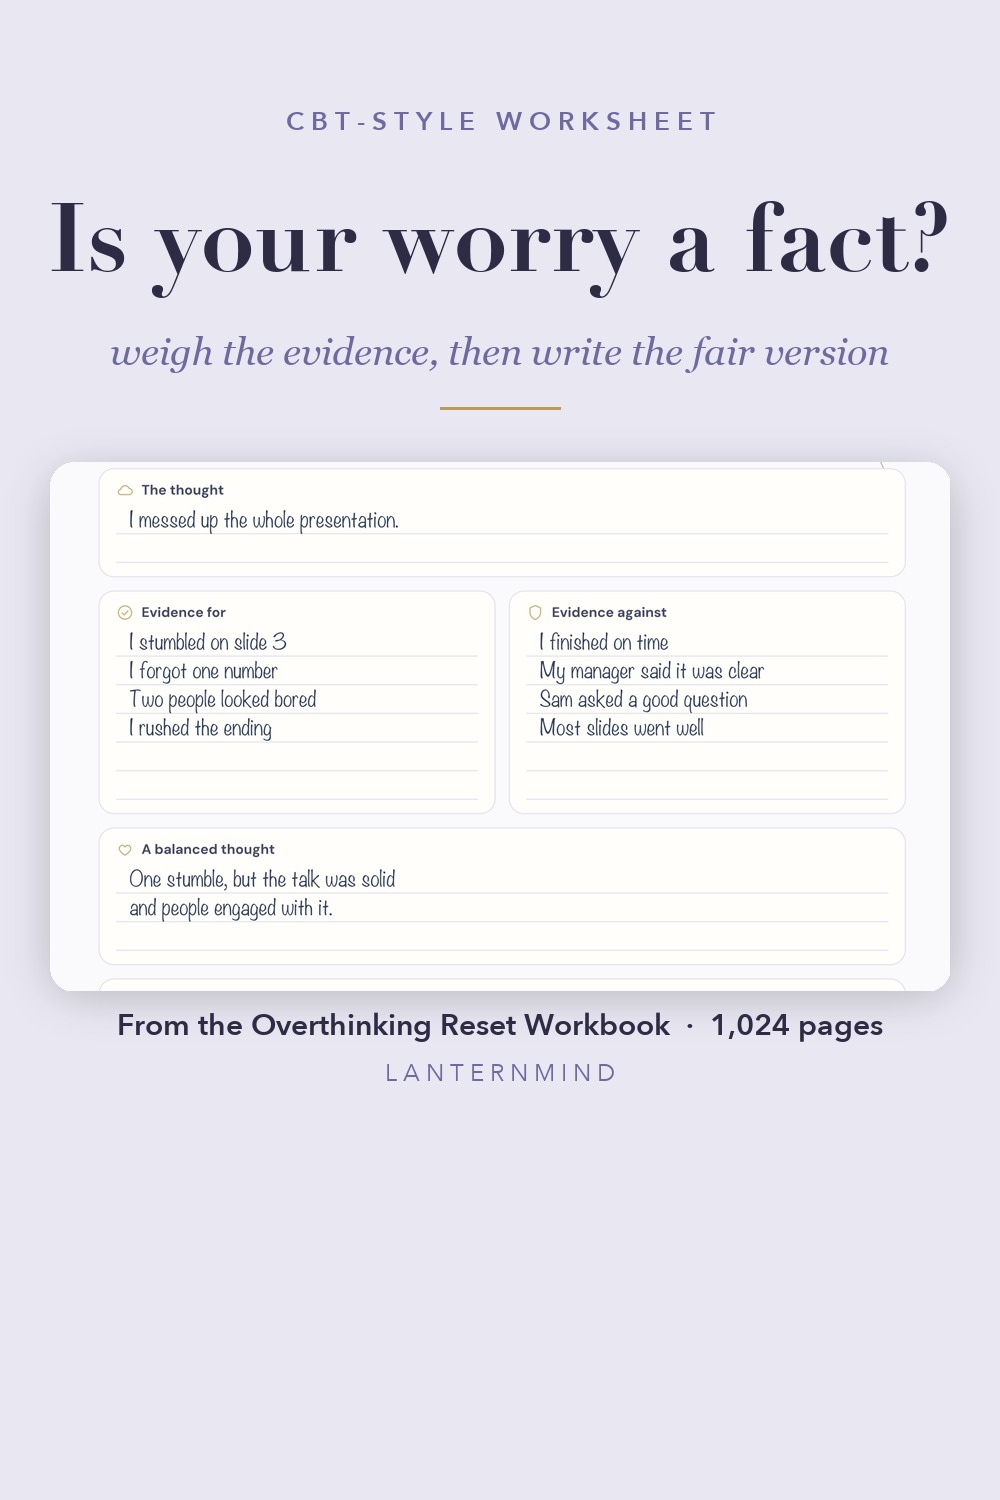 CBT-STYLE WORKSHEET
Is your worry a fact?
weigh the evidence, then write the fair version
The thought
I messed up the whole presentation.
Evidence for
I stumbled on slide 3
I forgot one number
Two people looked bored
I rushed the ending
Evidence against
I finished on time
My manager said it was clear
Sam asked a good question
Most slides went well
A balanced thought
One stumble, but the talk was solid
and people engaged with it.
From the Overthinking Reset Workbook · 1,024 pages
LANTERNMIND